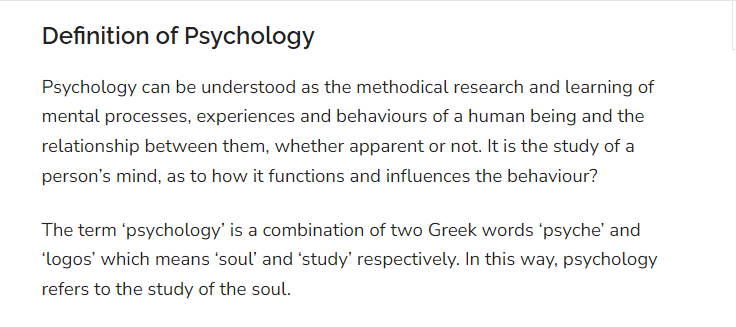 Definition of Psychology
Psychology can be understood as the methodical research and learning of
mental processes, experiences and behaviours of a human being and the
relationship between them, whether apparent or not. It is the study of a
person’s mind, as to how it functions and influences the behaviour?
The term ‘psychology’ is a combination of two Greek words ‘psyche’ and
‘logos’ which means ‘soul’ and ‘study’ respectively. In this way, psychology
refers to the study of the soul.